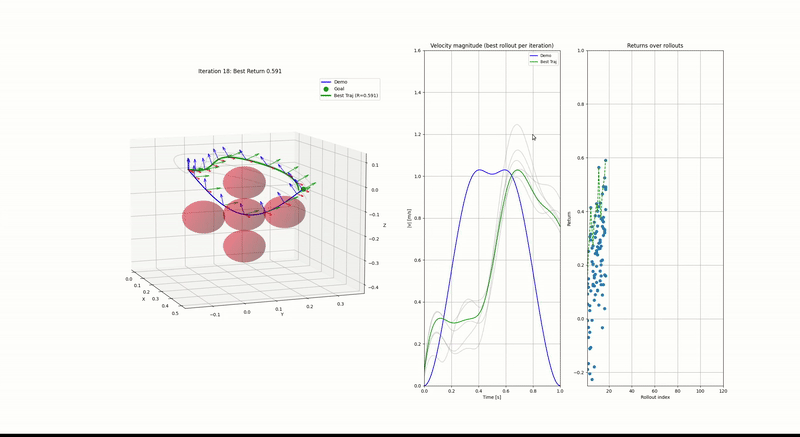 Iteration 18: Best Return 0.591
Demo
Goal
Best Traj (R=0.591)
0.1
0.0
−0.1
−0.2
−0.3
−0.4
Z
0.0
0.1
0.2
0.3
0.4
0.5
X
−0.1
0.0
0.1
0.2
0.3
Y
Velocity magnitude (best rollout per iteration)
Demo
Best Traj
1.6
1.4
1.2
1.0
0.8
0.6
0.4
0.2
0.0
|v| [m/s]
0.0 0.2 0.4 0.6 0.8 1.0
Time [s]
Returns over rollouts
1.0
0.8
0.6
0.4
0.2
0.0
−0.2
Return
20 40 60 80 100 120
Rollout index